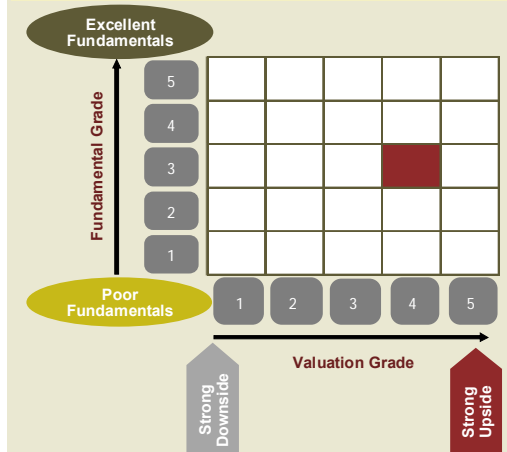 Excellent
Fundamentals
Fundamental Grade
5
4
3
2
1
Poor
Fundamentals
1
2
3
4
5
Valuation Grade
Strong
Downside
Strong
Upside